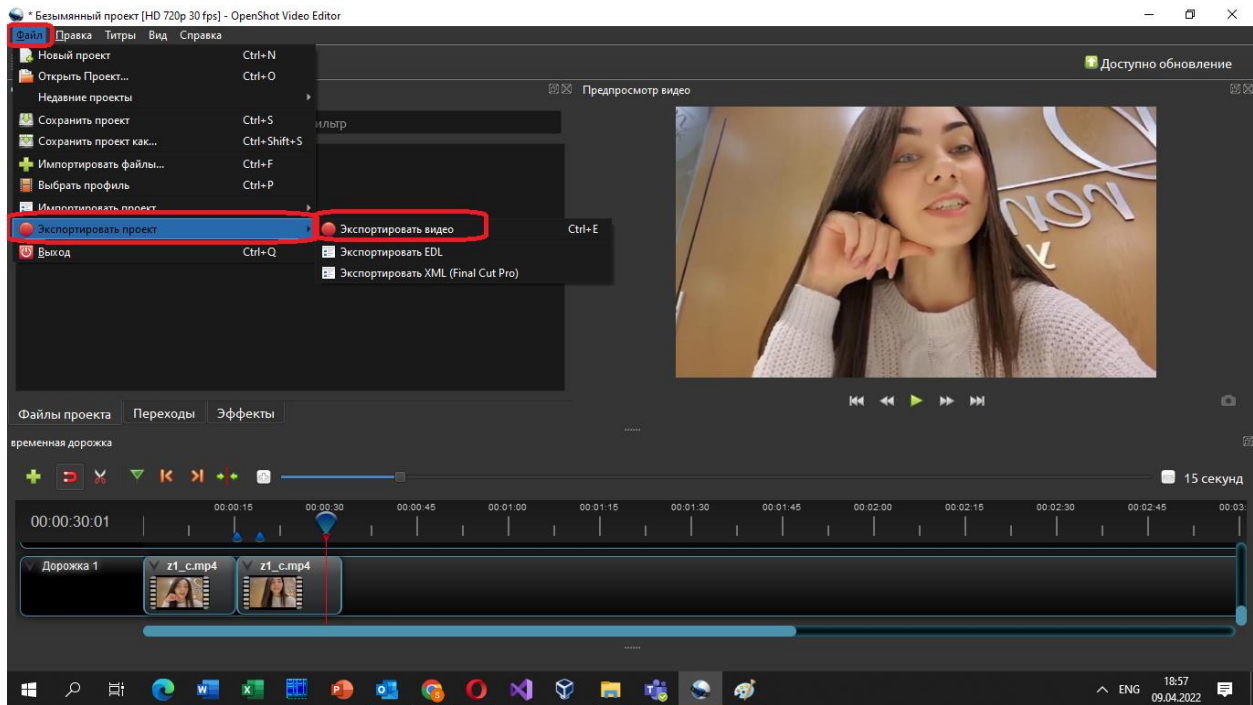 * Безымянный проект [HD 720p 30 fps] - OpenShot Video Editor
Файл Правка Титры Вид Справка
Новый проект Ctrl+N
Открыть Проект... Ctrl+O
Недавние проекты
Сохранить проект Ctrl+S
Сохранить проект как... Ctrl+Shift+S
Импортировать файлы... Ctrl+F
Выбрать профиль Ctrl+P
Импортировать проект
Экспортировать проект
Выход Ctrl+Q
Экспортировать видео Ctrl+E
Экспортировать EDL
Экспортировать XML (Final Cut Pro)
Доступно обновление
Предпросмотр видео
Файлы проекта Переходы Эффекты
временная дорожка
15 секунд
00:00:30:01
00:00:15 00:00:30 00:00:45 00:01:00 00:01:15 00:01:30 00:01:45 00:02:00 00:02:15 00:02:30 00:02:45 00:03:
Дорожка 1
z1_c.mp4 z1_c.mp4
ENG
18:57
09.04.2022